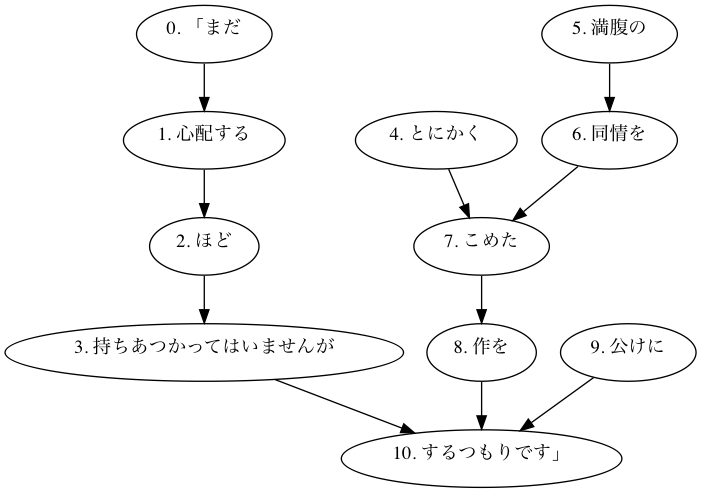 0. 「まだ
5. 満腹の
1. 心配する
4. とにかく
6. 同情を
2. ほど
7. こめた
3. 持ちあつかってはいませんが
8. 作を
9. 公けに
10. するつもりです」